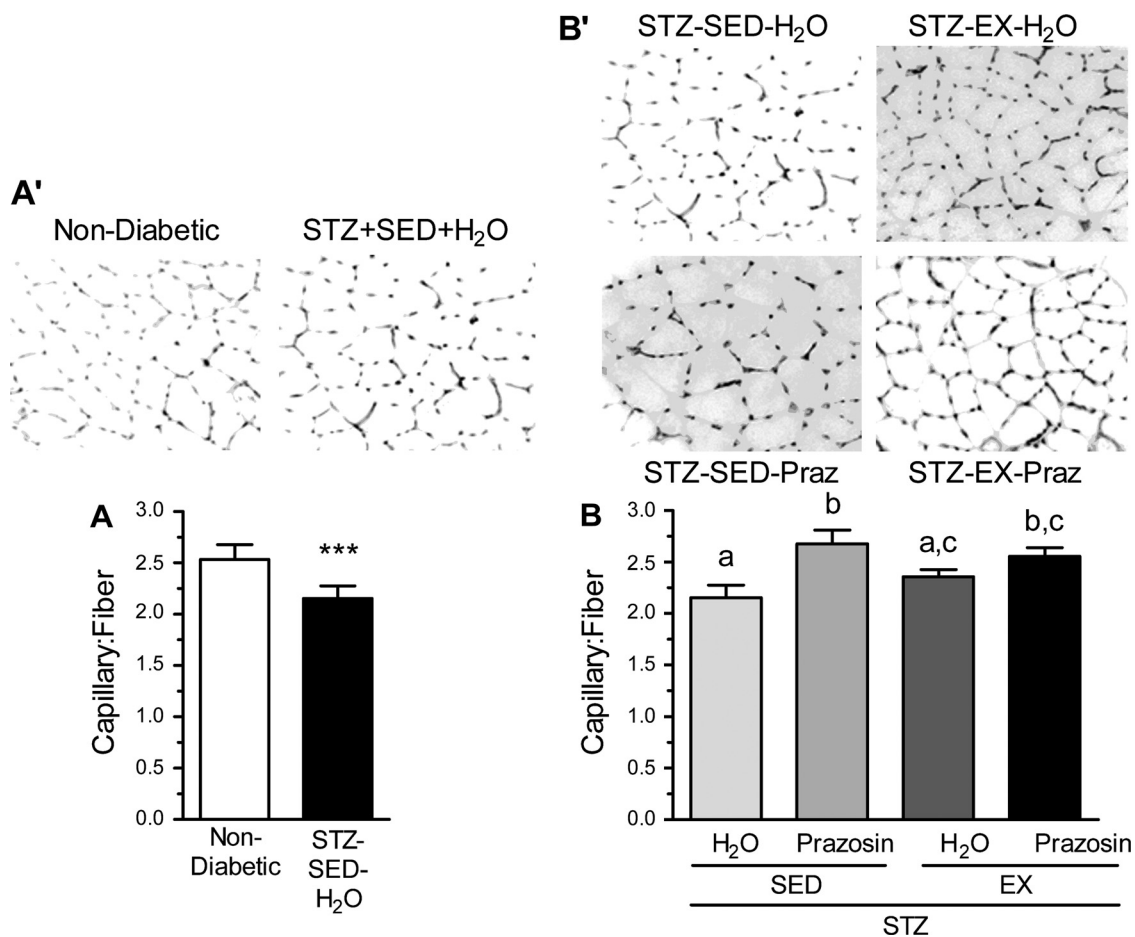 B'
STZ-SED-H₂O
STZ-EX-H₂O
A'
Non-Diabetic
STZ+SED+H₂O
STZ-SED-Praz
STZ-EX-Praz
A
Capillary:Fiber
3.0
2.5
2.0
1.5
1.0
0.5
0.0
***
Non-
Diabetic
STZ-
SED-
H₂O
B
Capillary:Fiber
3.0
2.5
2.0
1.5
1.0
0.5
0.0
a
b
a,c
b,c
H₂O
Prazosin
H₂O
Prazosin
SED
EX
STZ